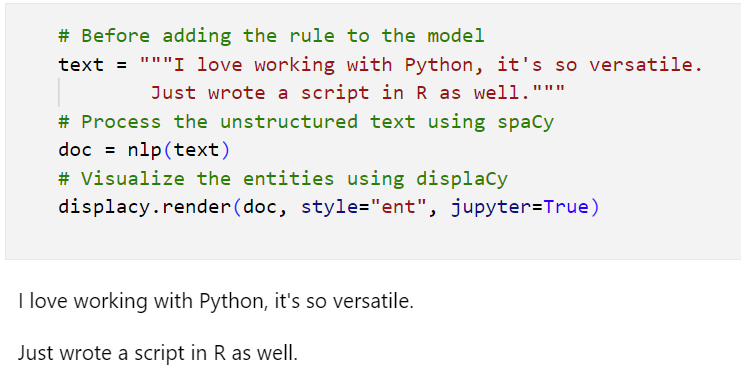 # Before adding the rule to the model
text = """I love working with Python, it's so versatile.
Just wrote a script in R as well."""
# Process the unstructured text using spaCy
doc = nlp(text)
# Visualize the entities using displaCy
displacy.render(doc, style="ent", jupyter=True)
I love working with Python, it's so versatile.
Just wrote a script in R as well.